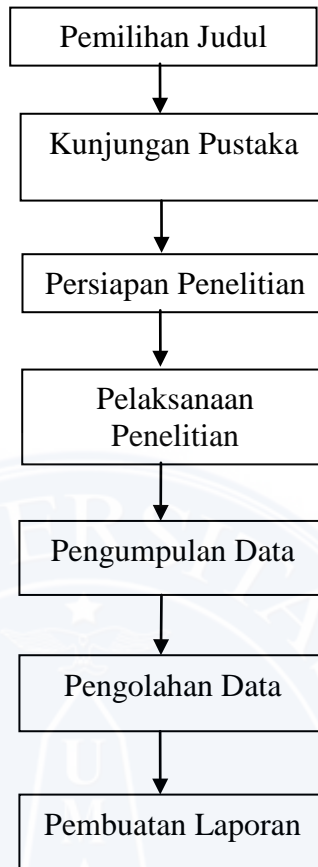 Pemilihan Judul
Kunjungan Pustaka
Persiapan Penelitian
Pelaksanaan
Penelitian
Pengumpulan Data
Pengolahan Data
Pembuatan Laporan